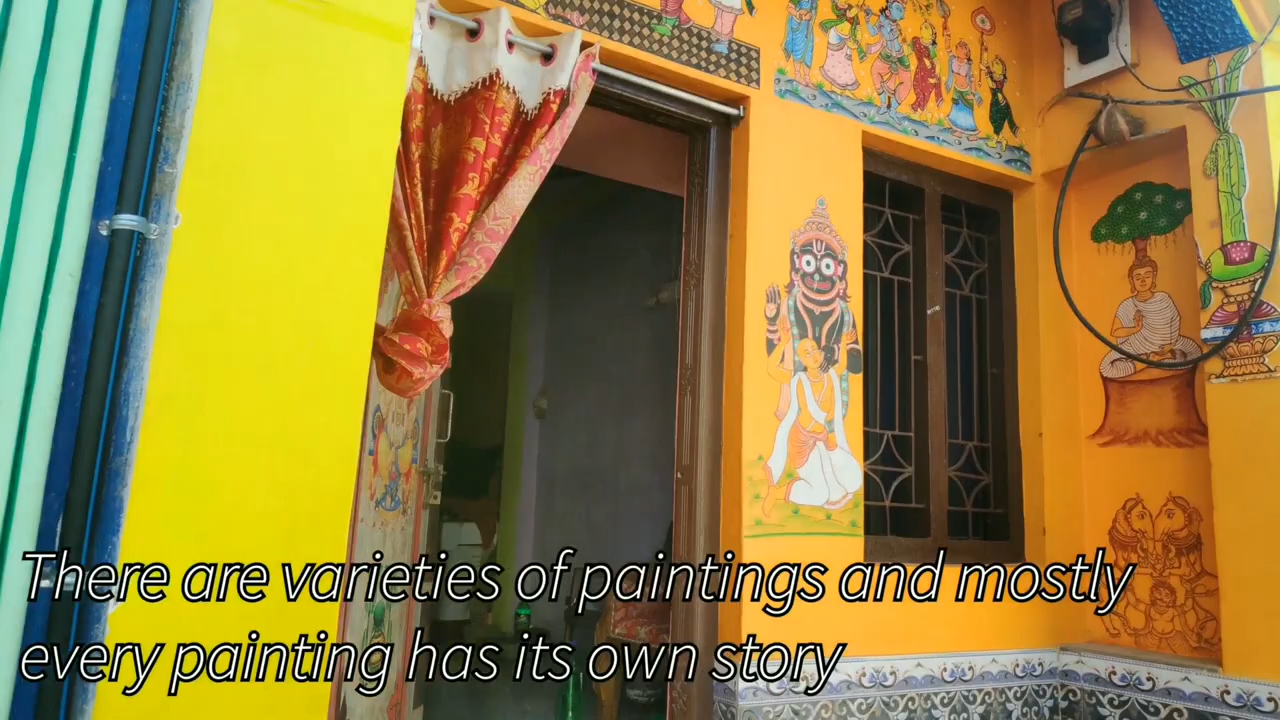 There are varieties of paintings and mostly
every painting has its own story